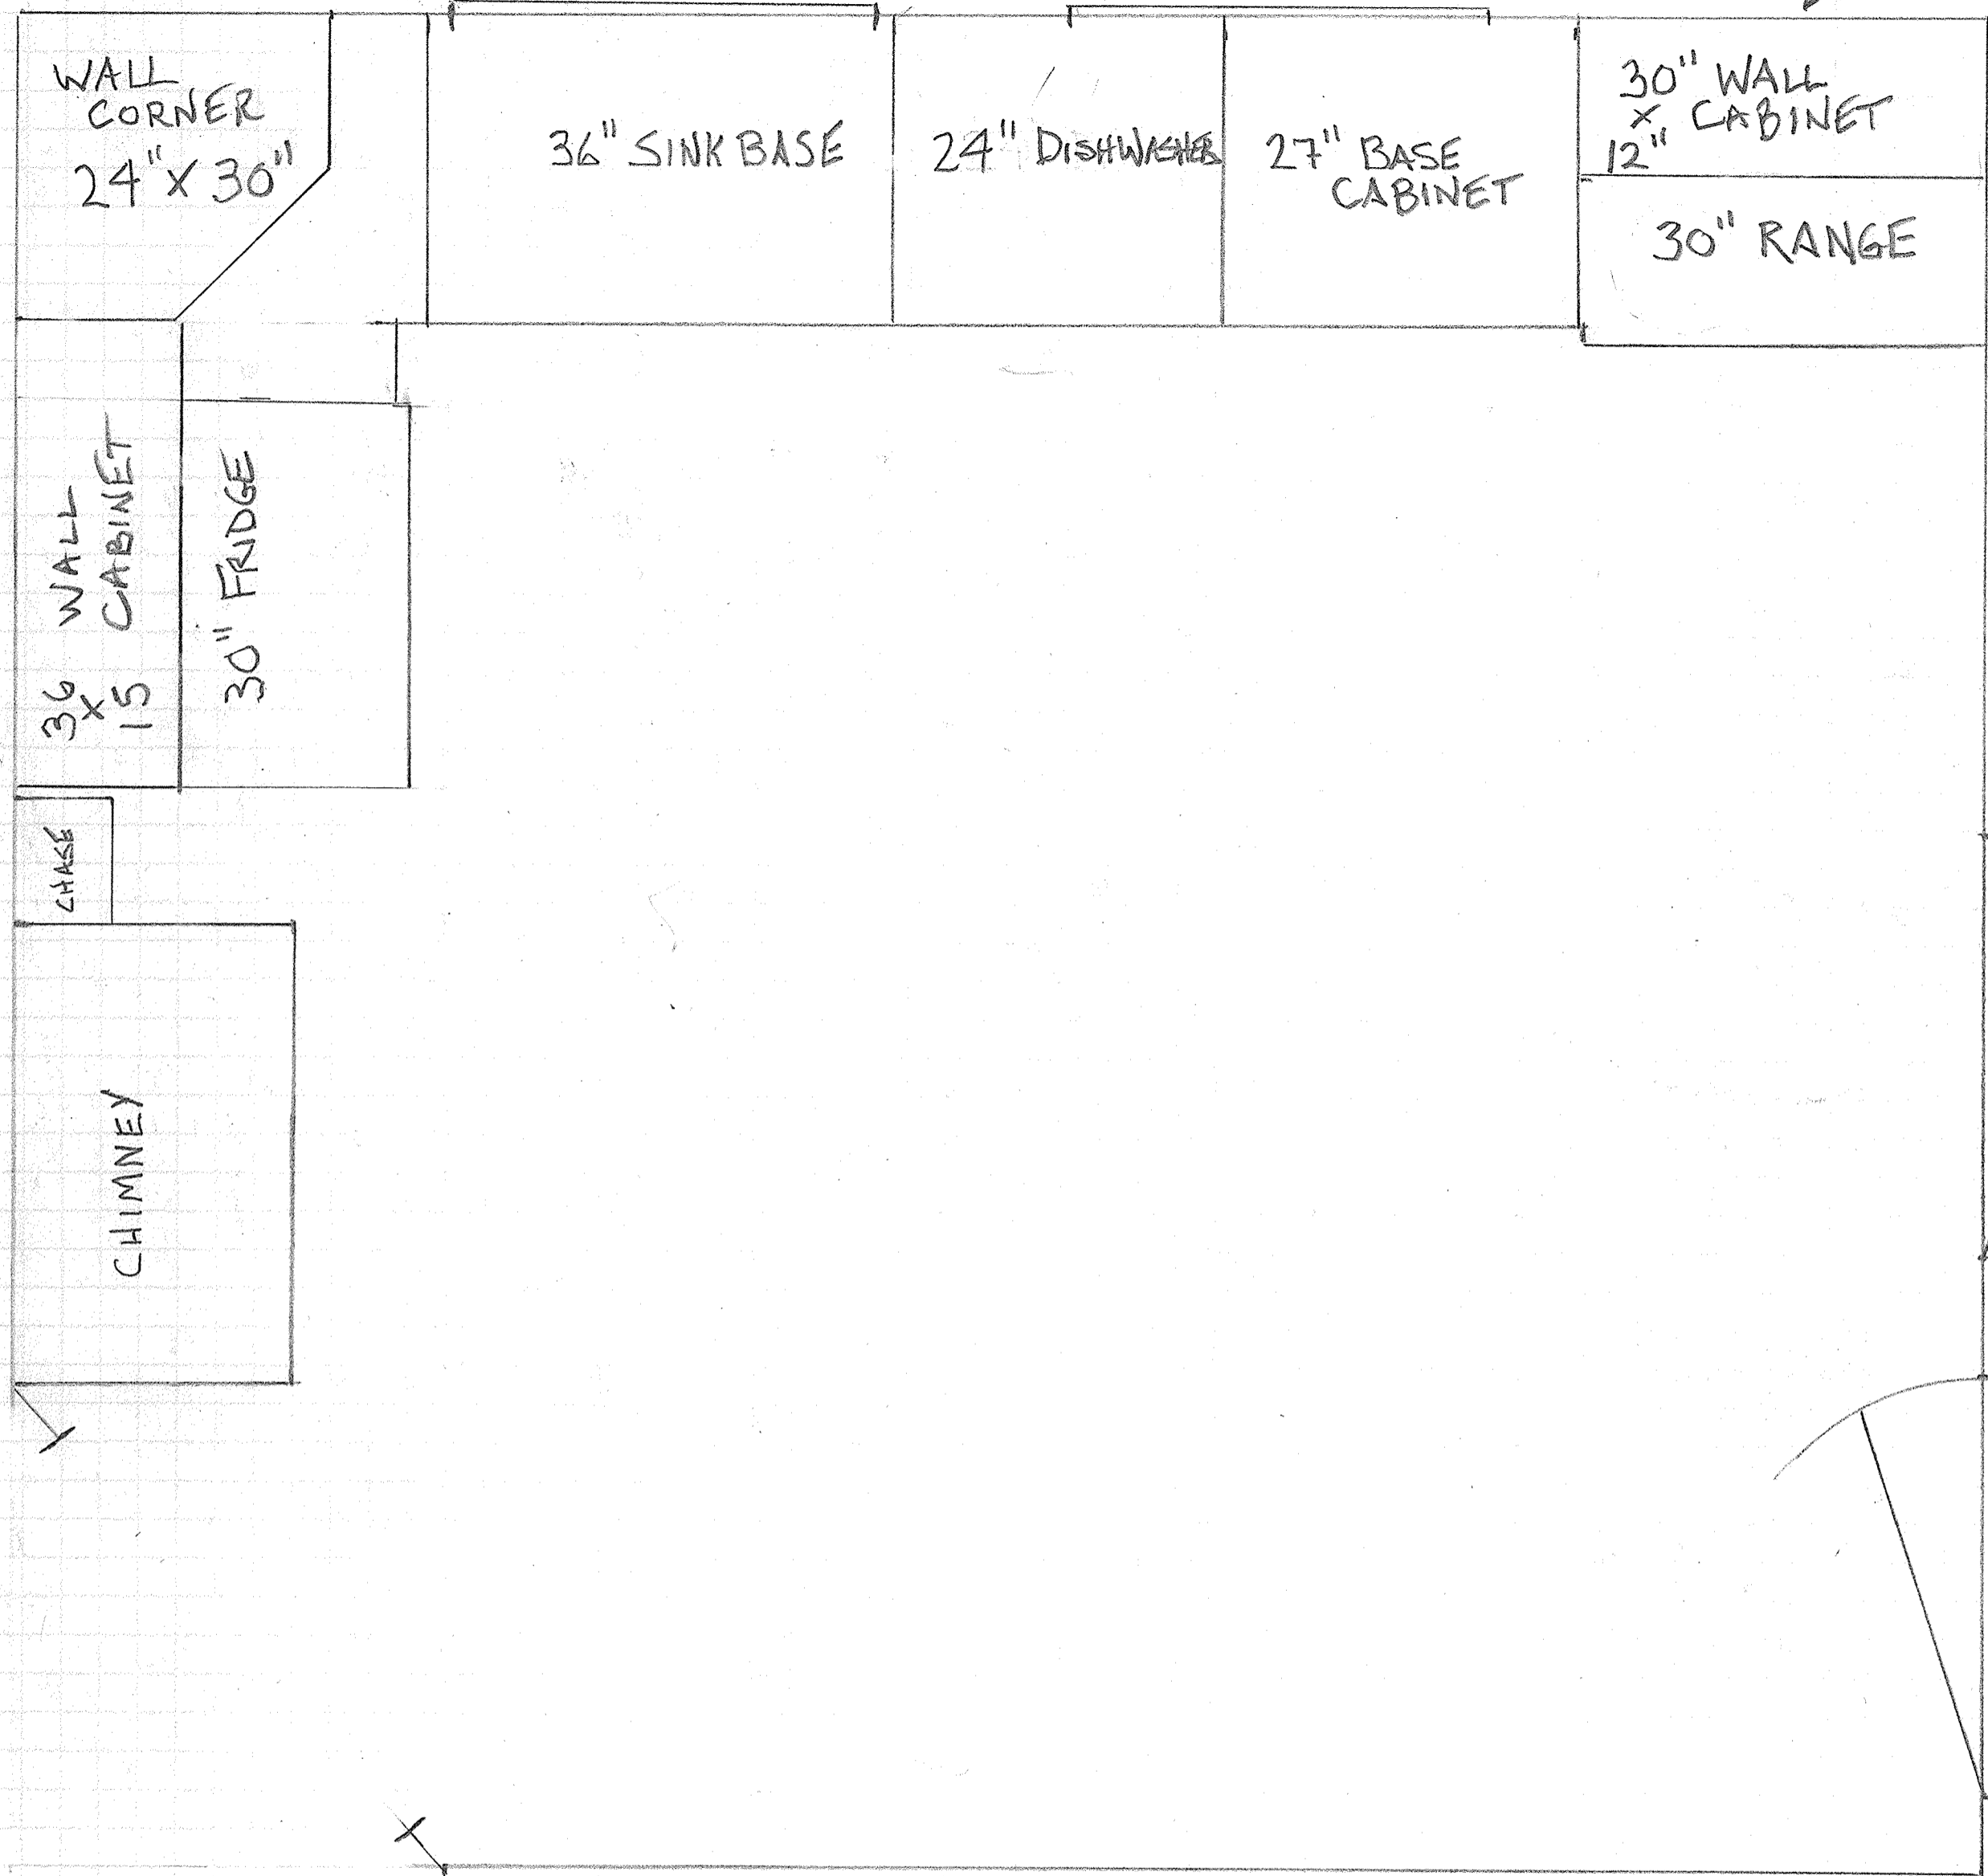 WALL
CORNER
24" X 30"
36" SINK BASE
24" DISHWASHER
27" BASE
CABINET
30" WALL
x CABINET
12"
30" RANGE
36 WALL
x CABINET
15
30" FRIDGE
CHASE
CHIMNEY